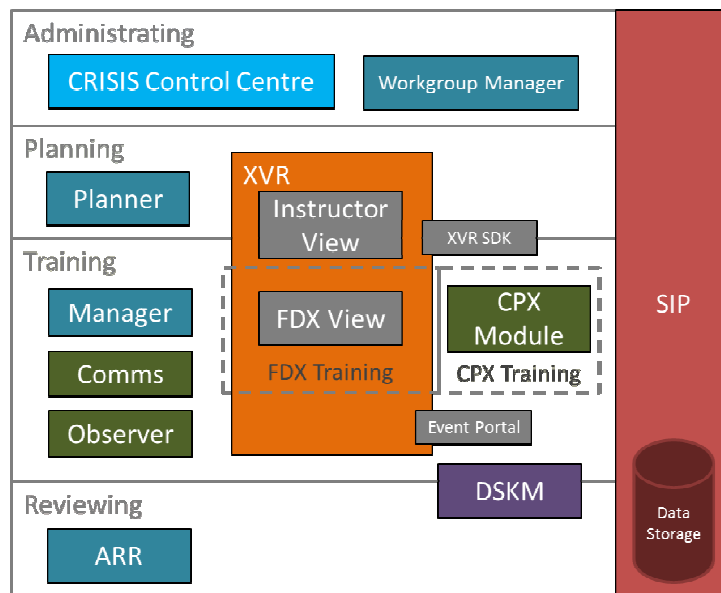 Administrating
CRISIS Control Centre
Workgroup Manager
Planning
Planner
XVR
Instructor
View
XVR SDK
Training
Manager
FDX View
CPX
Module
SIP
Comms
FDX Training
CPX Training
Observer
Event Portal
DSKM
Reviewing
ARR
Data
Storage